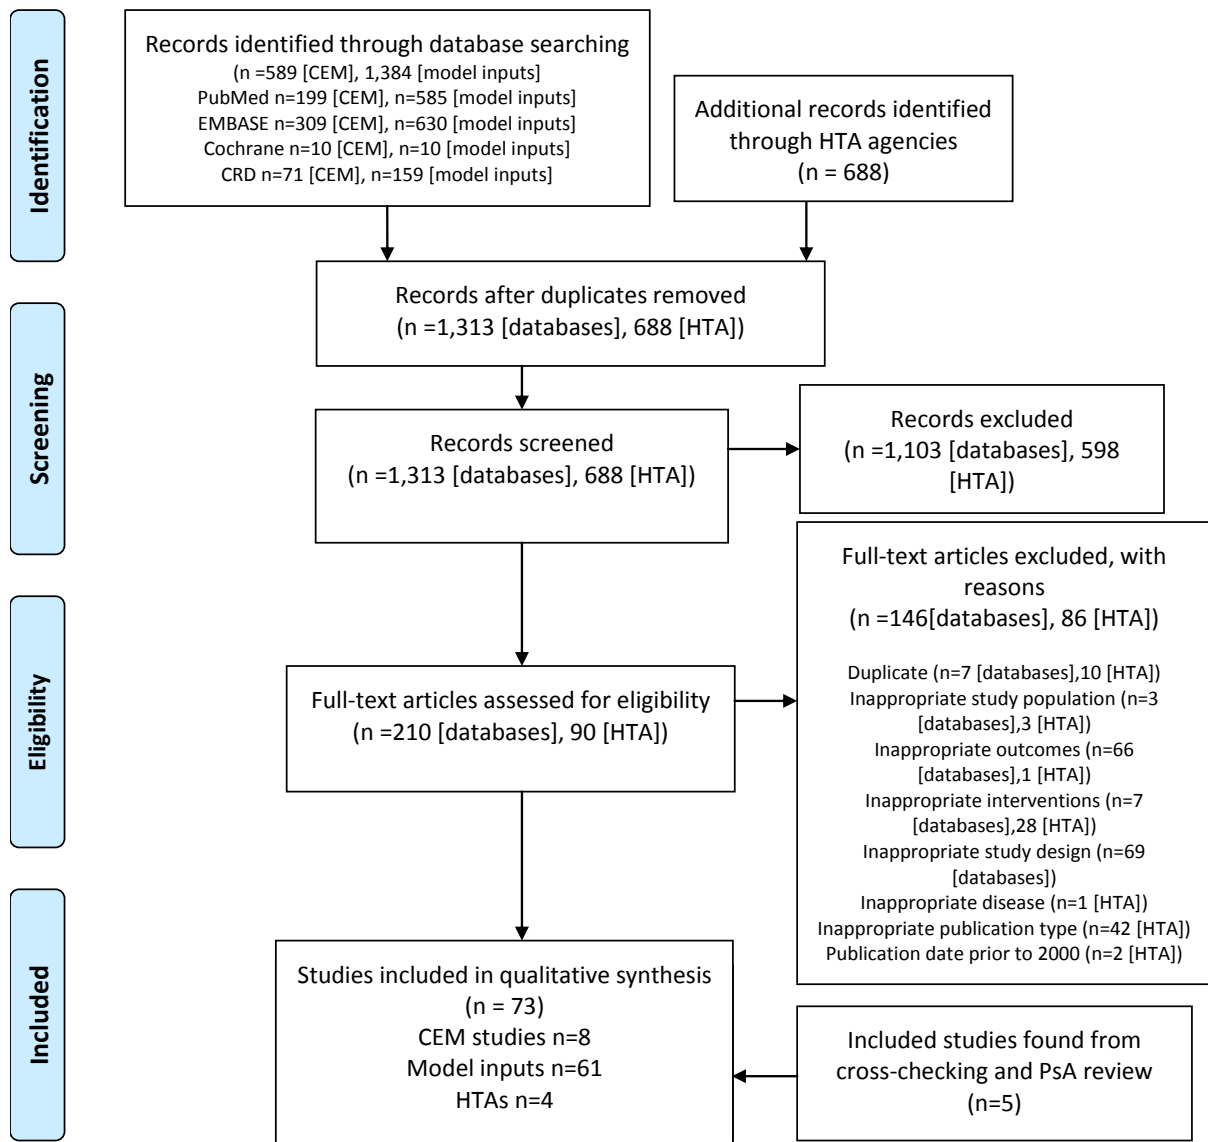 Identification
Records identified through database searching
(n =589 [CEM], 1,384 [model inputs]
PubMed n=199 [CEM], n=585 [model inputs]
EMBASE n=309 [CEM], n=630 [model inputs]
Cochrane n=10 [CEM], n=10 [model inputs]
CRD n=71 [CEM], n=159 [model inputs]
Additional records identified
through HTA agencies
(n = 688)
Records after duplicates removed
(n =1,313 [databases], 688 [HTA])
Screening
Records screened
(n =1,313 [databases], 688 [HTA])
Records excluded
(n =1,103 [databases], 598
[HTA])
Eligibility
Full-text articles assessed for eligibility
(n =210 [databases], 90 [HTA])
Full-text articles excluded, with
reasons
(n =146[databases], 86 [HTA])
Duplicate (n=7 [databases],10 [HTA])
Inappropriate study population (n=3
[databases],3 [HTA])
Inappropriate outcomes (n=66
[databases],1 [HTA])
Inappropriate interventions (n=7
[databases],28 [HTA])
Inappropriate study design (n=69
[databases])
Inappropriate disease (n=1 [HTA])
Inappropriate publication type (n=42 [HTA])
Publication date prior to 2000 (n=2 [HTA])
Included
Studies included in qualitative synthesis
(n = 73)
CEM studies n=8
Model inputs n=61
HTAs n=4
Included studies found from
cross-checking and PsA review
(n=5)